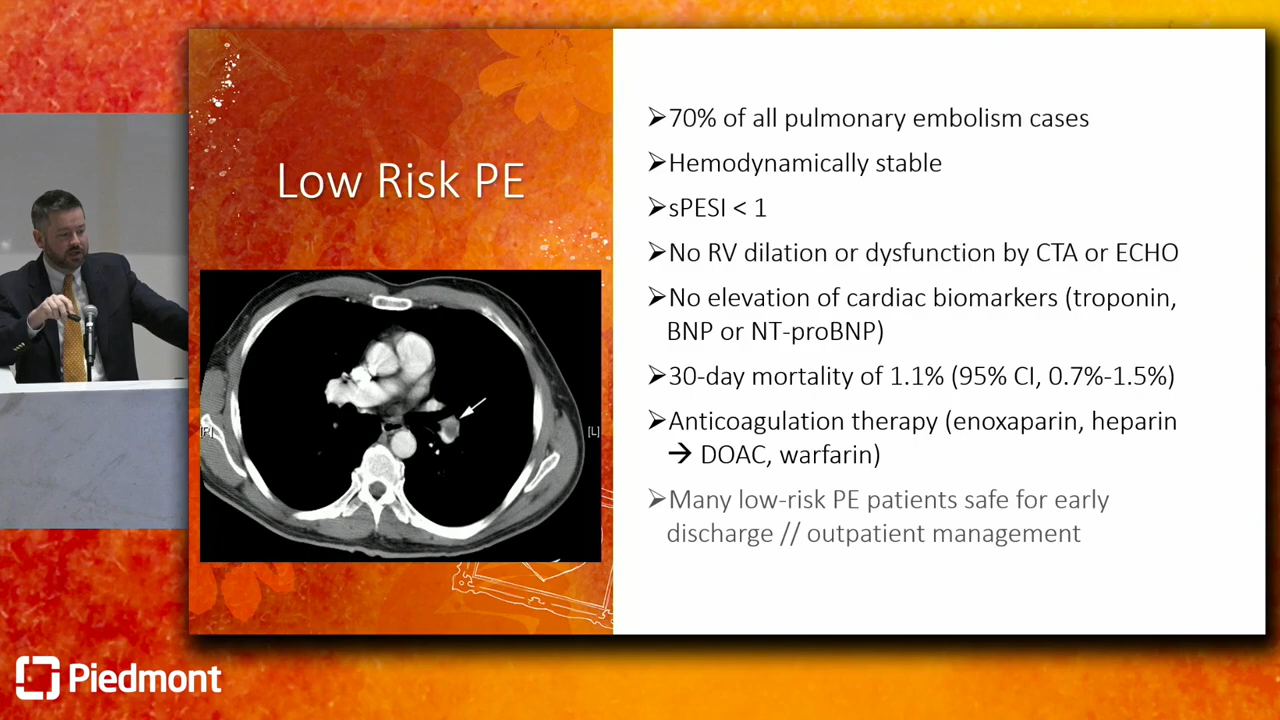 Low Risk PE
[R]
[L]
➢70% of all pulmonary embolism cases
➢Hemodynamically stable
➢sPESI < 1
➢No RV dilation or dysfunction by CTA or ECHO
➢No elevation of cardiac biomarkers (troponin,
BNP or NT-proBNP)
➢30-day mortality of 1.1% (95% CI, 0.7%-1.5%)
➢Anticoagulation therapy (enoxaparin, heparin
→ DOAC, warfarin)
➢Many low-risk PE patients safe for early
discharge // outpatient management
Piedmont